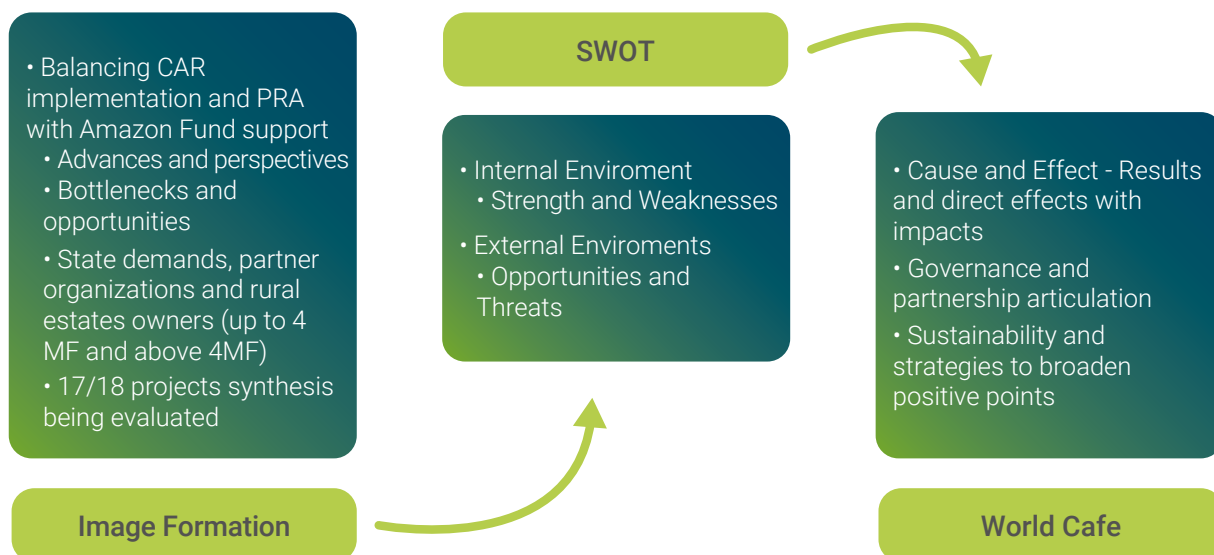 • Balancing CAR
implementation and PRA
with Amazon Fund support
• Advances and perspectives
• Bottlenecks and
opportunities
• State demands, partner
organizations and rural
estates owners (up to 4
MF and above 4MF)
• 17/18 projects synthesis
being evaluated
Image Formation
SWOT
• Internal Enviroment
• Strength and Weaknesses
• External Enviroments
• Opportunities and
Threats
• Cause and Effect - Results
and direct effects with
impacts
• Governance and
partnership articulation
• Sustainability and
strategies to broaden
positive points
World Cafe